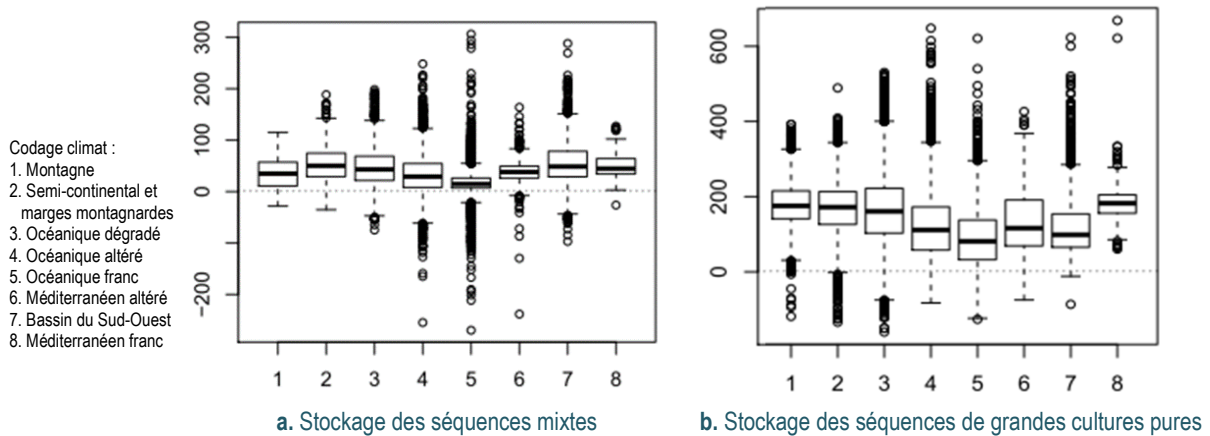 Codage climat :
1. Montagne
2. Semi-continental et
marges montagnardes
3. Océanique dégradé
4. Océanique altéré
5. Océanique franc
6. Méditerranéen altéré
7. Bassin du Sud-Ouest
8. Méditerranéen franc
300
200
100
0
-200
1 2 3 4 5 6 7 8
a. Stockage des séquences mixtes
600
400
200
0
1 2 3 4 5 6 7 8
b. Stockage des séquences de grandes cultures pures